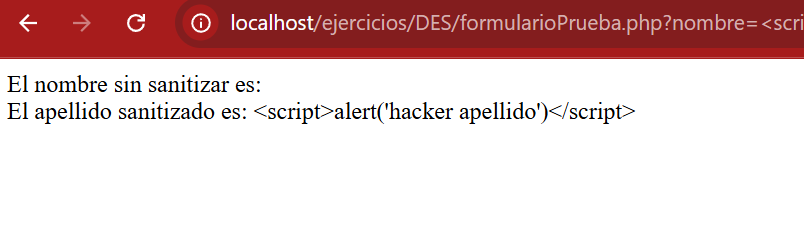 localhost/ejercicios/DES/formularioPrueba.php?nombre=<scri
El nombre sin sanitizar es:
El apellido sanitizado es: <script>alert('hacker apellido')</script>